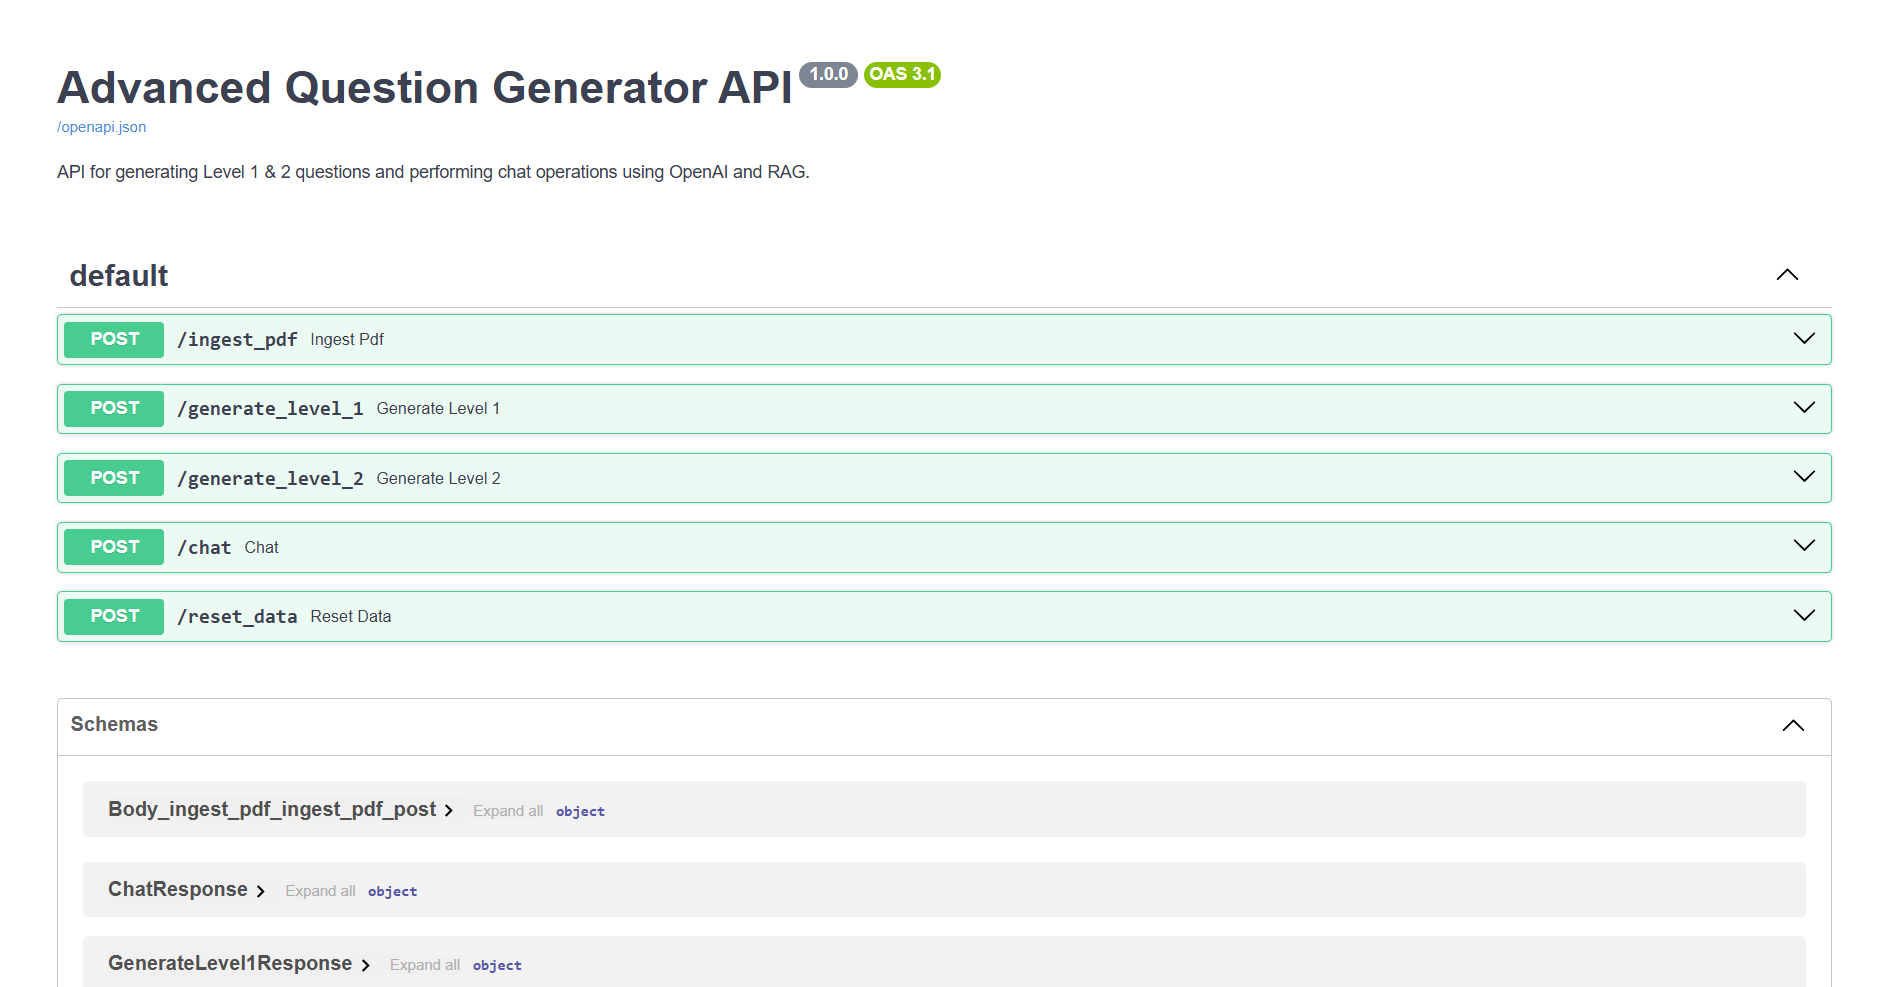 Advanced Question Generator API 1.0.0 OAS 3.1
/openapi.json
API for generating Level 1 & 2 questions and performing chat operations using OpenAI and RAG.
default
POST /ingest_pdf Ingest Pdf
POST /generate_level_1 Generate Level 1
POST /generate_level_2 Generate Level 2
POST /chat Chat
POST /reset_data Reset Data
Schemas
Body_ingest_pdf_ingest_pdf_post Expand all object
ChatResponse Expand all object
GenerateLevel1Response Expand all object